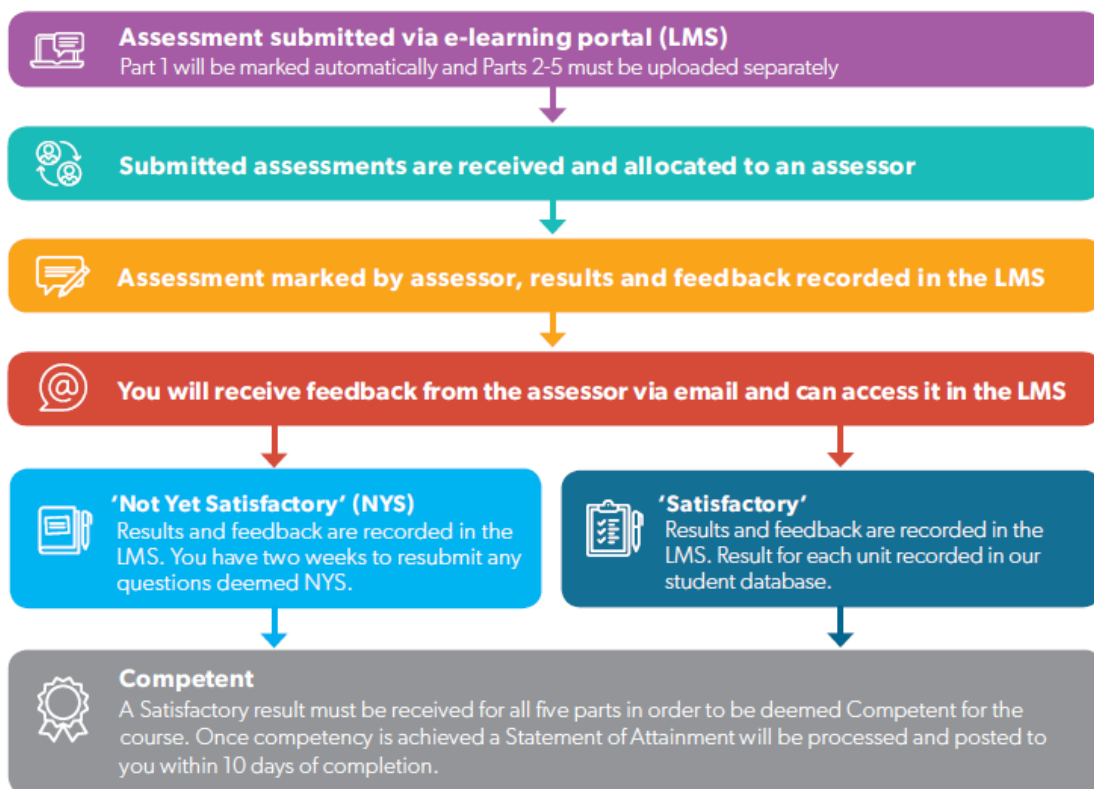 Assessment submitted via e-learning portal (LMS)
Part 1 will be marked automatically and Parts 2-5 must be uploaded separately
Submitted assessments are received and allocated to an assessor
Assessment marked by assessor, results and feedback recorded in the LMS
You will receive feedback from the assessor via email and can access it in the LMS
'Not Yet Satisfactory' (NYS)
Results and feedback are recorded in the
LMS. You have two weeks to resubmit any
questions deemed NYS.
'Satisfactory'
Results and feedback are recorded in the
LMS. Result for each unit recorded in our
student database.
Competent
A Satisfactory result must be received for all five parts in order to be deemed Competent for the
course. Once competency is achieved a Statement of Attainment will be processed and posted to
you within 10 days of completion.